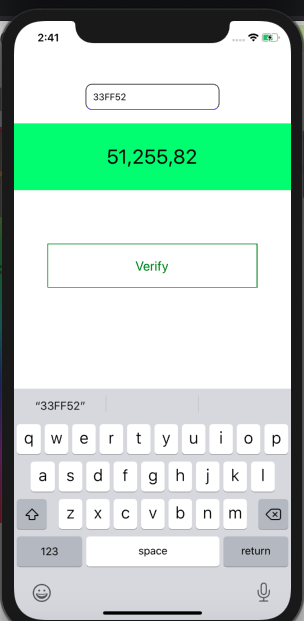 2:41
33FF52
51,255,82
Verify
“33FF52”
q w e r t y u i o p
a s d f g h j k l
z x c v b n m
123 space return